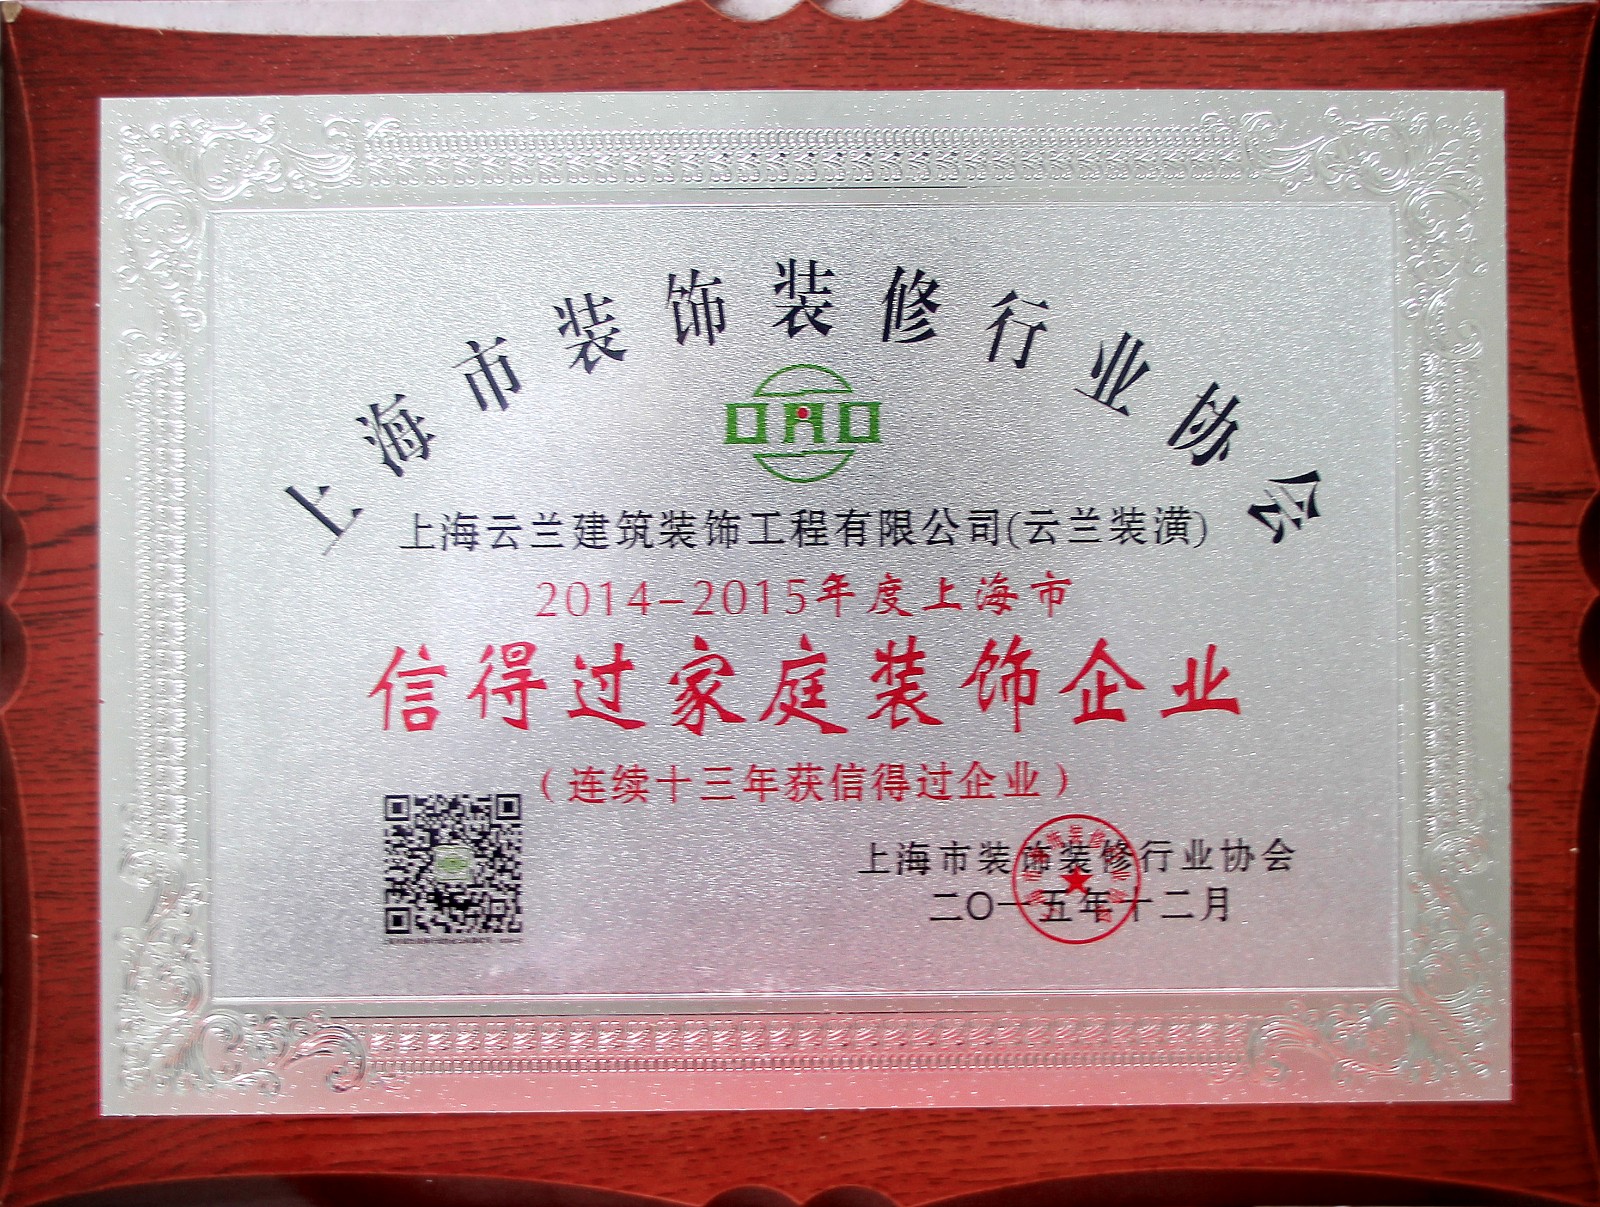 上海市装饰装修行业协会
上海云兰建筑装饰工程有限公司(云兰装潢)
2014-2015年度上海市
信得过家庭装饰企业
（连续十三年获信得过企业）
上海市装饰装修行业协会
二〇一五年十二月